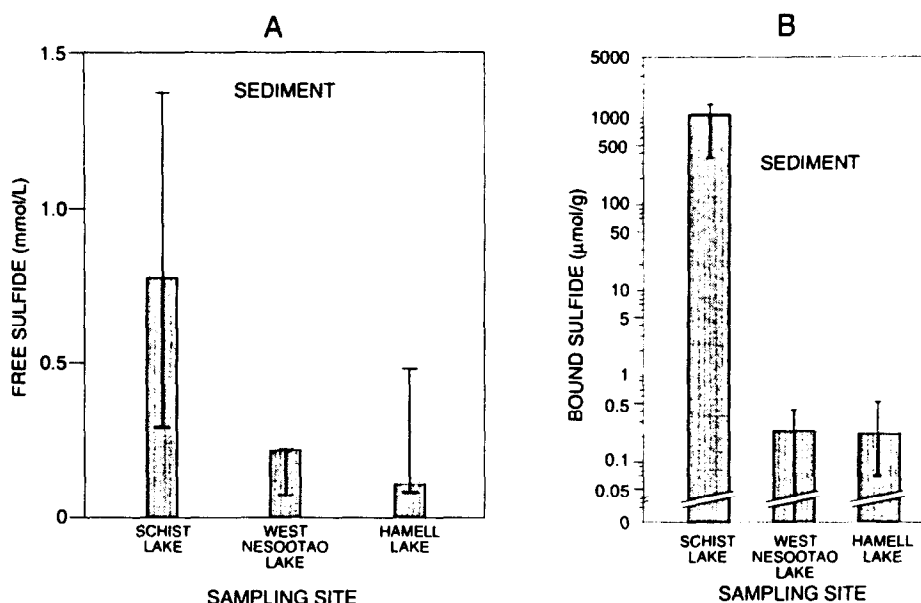 A
1.5
1.0
0.5
0
FREE SULFIDE (mmol/L)
SEDIMENT
SCHIST
LAKE
WEST
NESOOTAO
LAKE
HAMELL
LAKE
SAMPLING SITE
B
5000
1000
500
100
50
10
5
1
0.5
0.1
0.05
0
BOUND SULFIDE (µmol/g)
SEDIMENT
SCHIST
LAKE
WEST
NESOOTAO
LAKE
HAMELL
LAKE
SAMPLING SITE